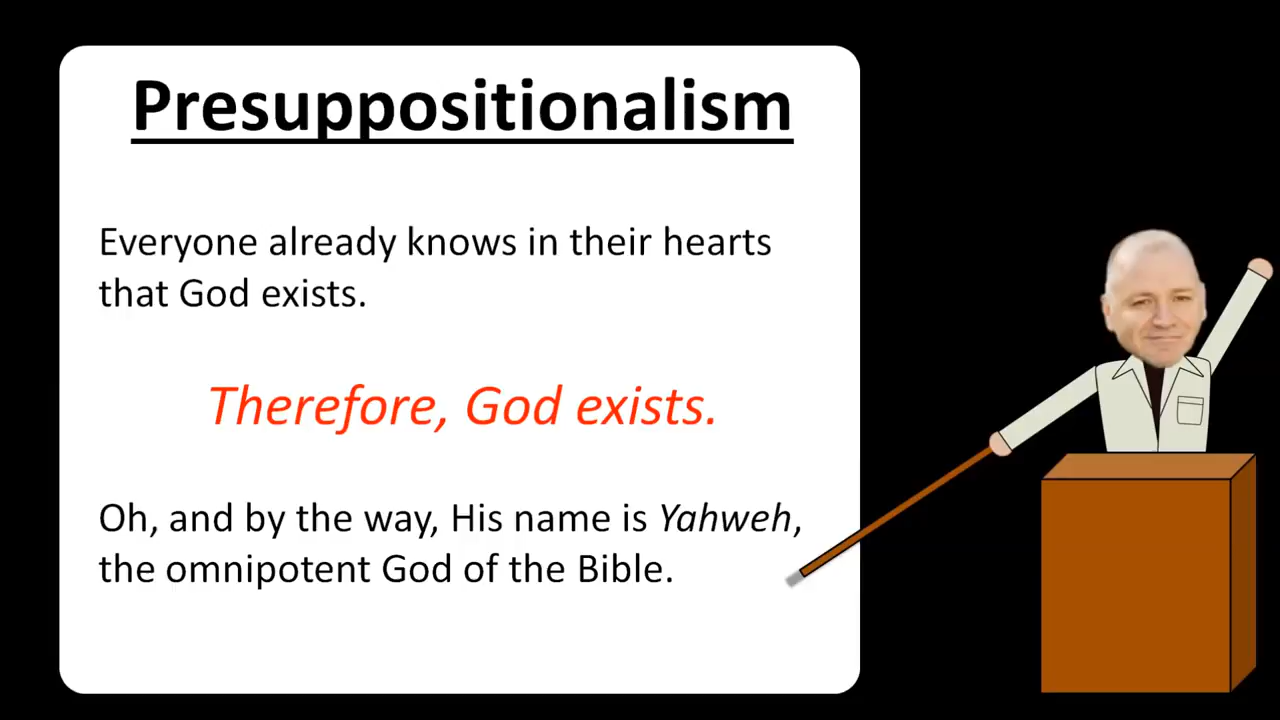 Presuppositionalism
Everyone already knows in their hearts
that God exists.
Therefore, God exists.
Oh, and by the way, His name is Yahweh,
the omnipotent God of the Bible.